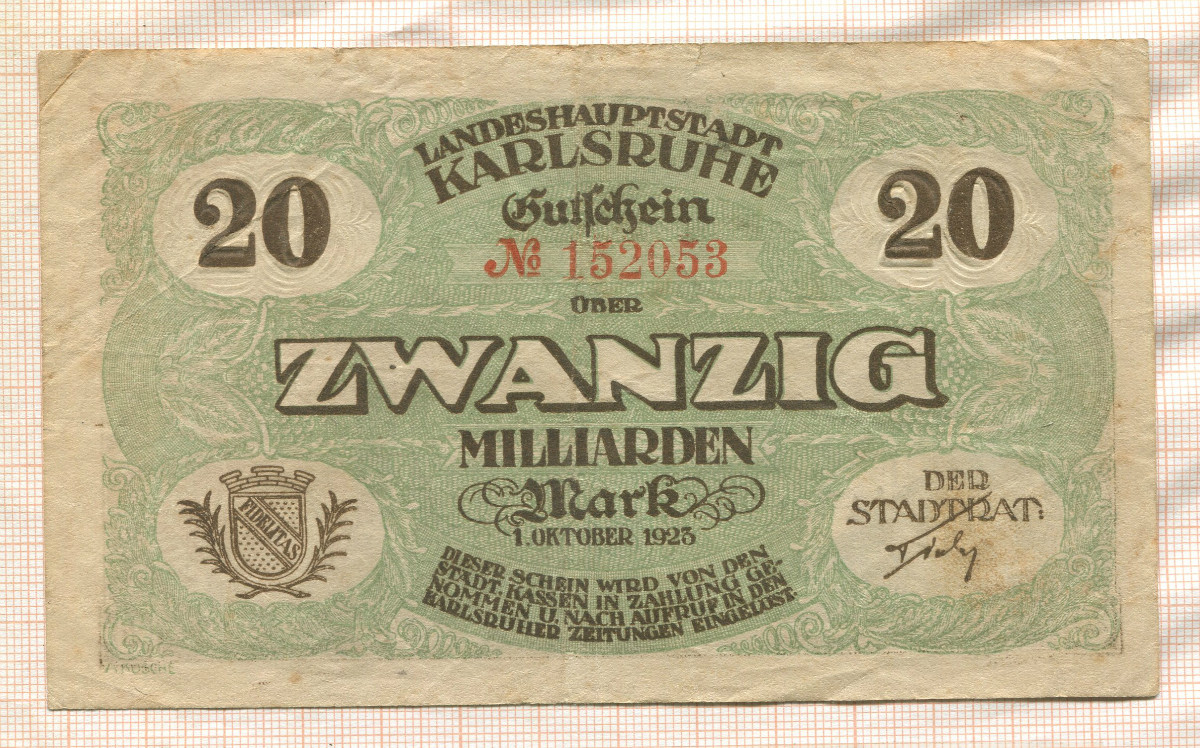 LANDESHAUPTSTADT
KARLSRUHE
Gutschein
20
№ 152053
20
ÜBER
ZWANZIG
MILLIARDEN
Mark
1. OKTOBER 1923
FIDELITAS
DER
STADTRAT:
DIESER SCHEIN WIRD VON DEN
STÄDT. KASSEN IN ZAHLUNG GE-
NOMMEN U. NACH AUFRUF IN DEN
KARLSRUHER ZEITUNGEN EINGELÖST.